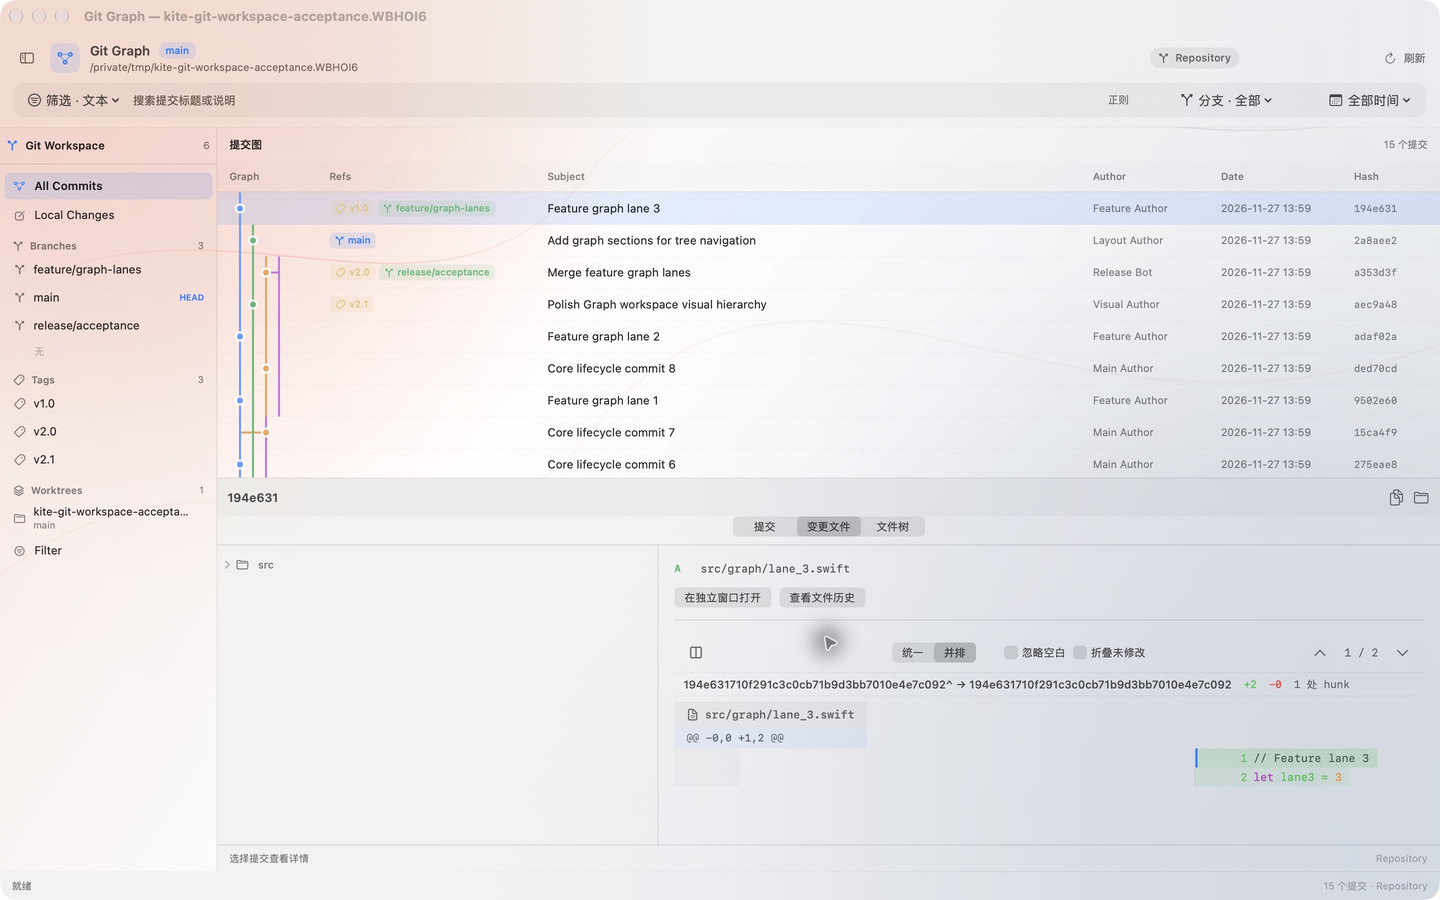 Git Graph — kite-git-workspace-acceptance.WBHOI6
Git Graph main
/private/tmp/kite-git-workspace-acceptance.WBHOI6
Repository
刷新
筛选 · 文本
搜索提交标题或说明
正则
分支 · 全部
全部时间
Git Workspace 6
All Commits
Local Changes
Branches 3
feature/graph-lanes
main HEAD
release/acceptance
无
Tags 3
v1.0
v2.0
v2.1
Worktrees 1
kite-git-workspace-accepta...
main
Filter
提交图 15 个提交
Graph Refs Subject Author Date Hash
v1.0 feature/graph-lanes Feature graph lane 3 Feature Author 2026-11-27 13:59 194e631
main Add graph sections for tree navigation Layout Author 2026-11-27 13:59 2a8aee2
v2.0 release/acceptance Merge feature graph lanes Release Bot 2026-11-27 13:59 a353d3f
v2.1 Polish Graph workspace visual hierarchy Visual Author 2026-11-27 13:59 aec9a48
Feature graph lane 2 Feature Author 2026-11-27 13:59 adaf02a
Core lifecycle commit 8 Main Author 2026-11-27 13:59 ded70cd
Feature graph lane 1 Feature Author 2026-11-27 13:59 9502e60
Core lifecycle commit 7 Main Author 2026-11-27 13:59 15ca4f9
Core lifecycle commit 6 Main Author 2026-11-27 13:59 275eae8
194e631
提交 变更文件 文件树
src
A src/graph/lane_3.swift
在独立窗口打开 查看文件历史
统一 并排 忽略空白 折叠未修改 1 / 2
194e631710f291c3c0cb71b9d3bb7010e4e7c092^ → 194e631710f291c3c0cb71b9d3bb7010e4e7c092 +2 −0 1 处 hunk
src/graph/lane_3.swift
@@ −0,0 +1,2 @@
1 // Feature lane 3
2 let lane3 = 3
选择提交查看详情 Repository
就绪 15 个提交 · Repository